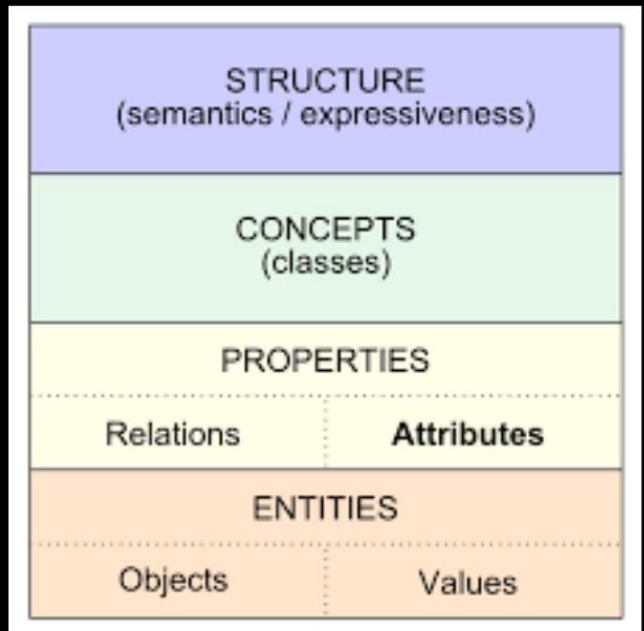 STRUCTURE
(semantics / expressiveness)
CONCEPTS
(classes)
PROPERTIES
Relations Attributes
ENTITIES
Objects Values